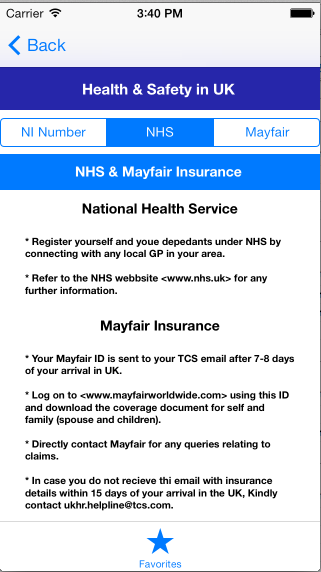 Carrier 3:40 PM
Back
Health & Safety in UK
NI Number NHS Mayfair
NHS & Mayfair Insurance
National Health Service
* Register yourself and youe depedants under NHS by
connecting with any local GP in your area.
* Refer to the NHS webbsite <www.nhs.uk> for any
further information.
Mayfair Insurance
* Your Mayfair ID is sent to your TCS email after 7-8 days
of your arrival in UK.
* Log on to <www.mayfairworldwide.com> using this ID
and download the coverage document for self and
family (spouse and children).
* Directly contact Mayfair for any queries relating to
claims.
* In case you do not recieve thi email with insurance
details within 15 days of your arrival in the UK, Kindly
contact ukhr.helpline@tcs.com.
Favorites